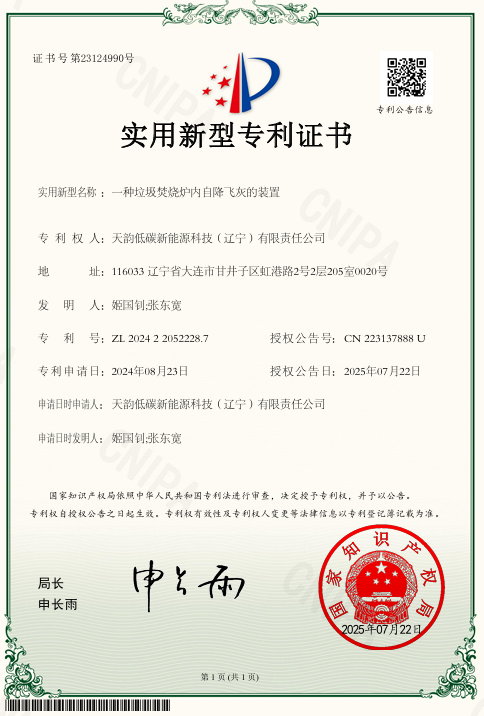 证书号第23124990号
专利公告信息
实用新型专利证书
实用新型名称：一种垃圾焚烧炉内自降飞灰的装置
专利权人：天韵低碳新能源科技（辽宁）有限责任公司
地址：116033 辽宁省大连市甘井子区虹港路2号2层205室0020号
发明人：姬国钊;张东宽
专利号：ZL 2024 2 2052228.7 授权公告号：CN 223137888 U
专利申请日：2024年08月23日 授权公告日：2025年07月22日
申请日时申请人：天韵低碳新能源科技（辽宁）有限责任公司
申请日时发明人：姬国钊;张东宽
国家知识产权局依照中华人民共和国专利法进行审查，决定授予专利权，并予以公告。
专利权自授权公告之日起生效。专利权有效性及专利权人变更等法律信息以专利登记簿记载为准。
局长
申长雨
申长雨
国家知识产权局
2025年07月22日
第 1 页 (共 1 页)
CNIPA
CNIPA
CNIPA
CNIPA